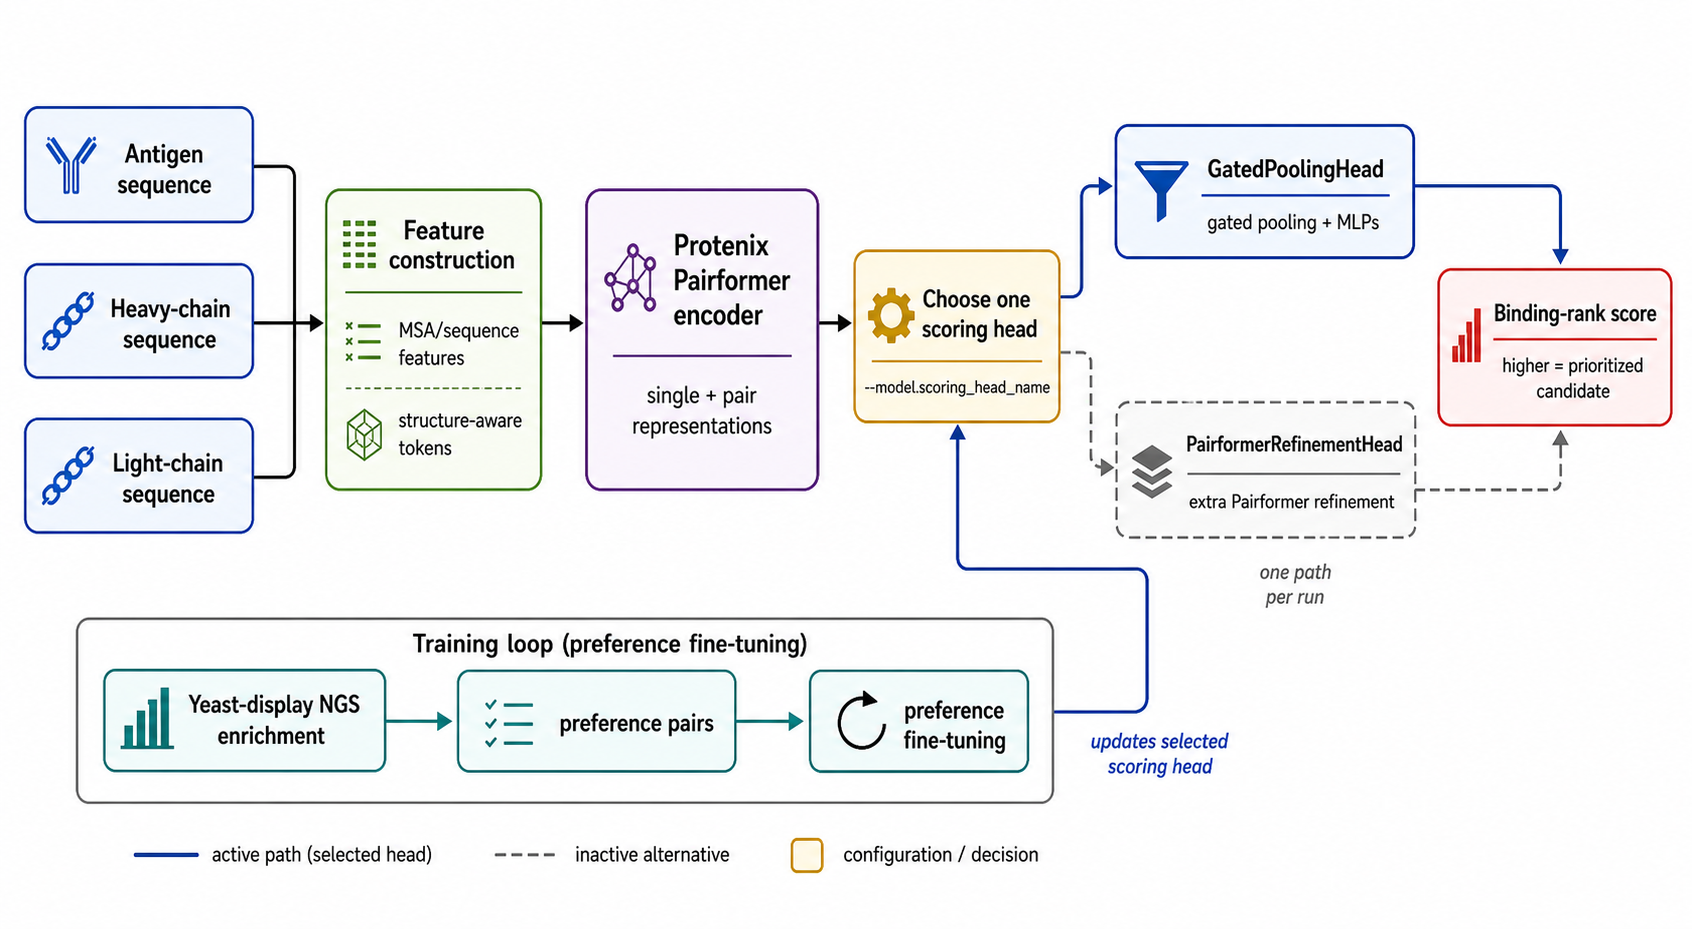 Antigen
sequence
Heavy-chain
sequence
Light-chain
sequence
Feature
construction
MSA/sequence
features
structure-aware
tokens
Protenix
Pairformer
encoder
single + pair
representations
Choose one
scoring head
--model.scoring_head_name
GatedPoolingHead
gated pooling + MLPs
PairformerRefinementHead
extra Pairformer refinement
one path
per run
Binding-rank score
higher = prioritized
candidate
Training loop (preference fine-tuning)
Yeast-display NGS
enrichment
preference pairs
preference
fine-tuning
updates selected
scoring head
active path (selected head)
inactive alternative
configuration / decision